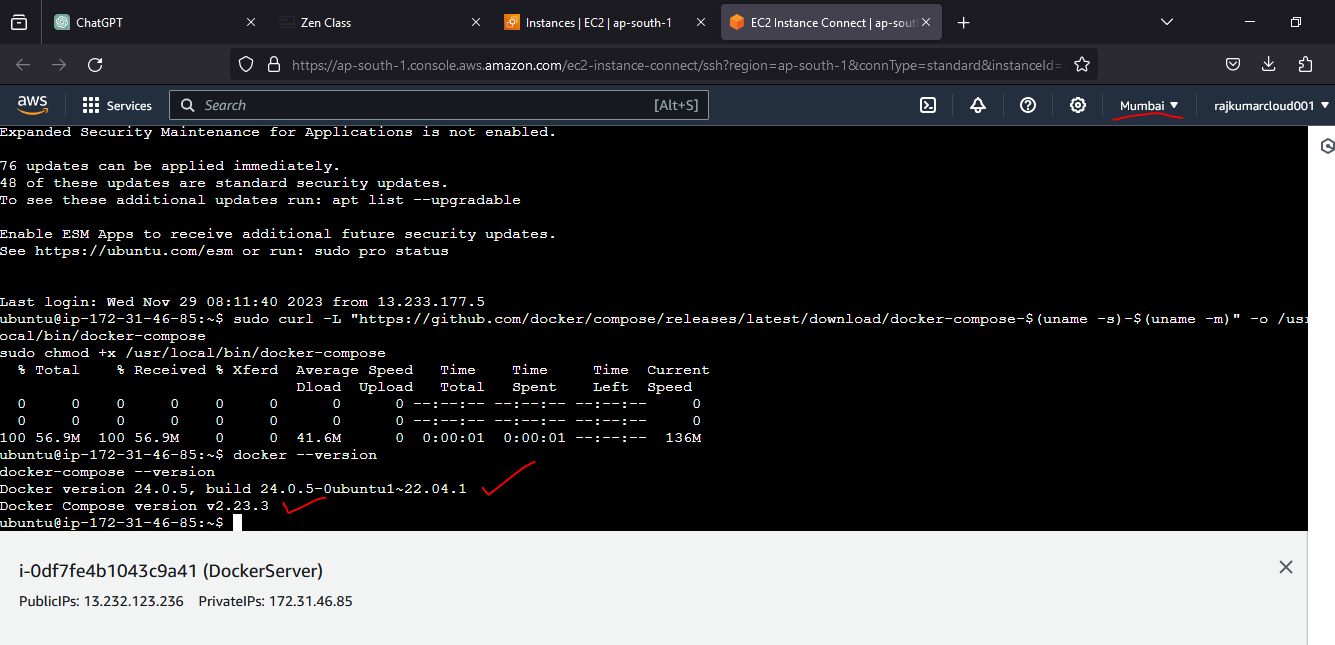 ChatGPT
Zen Class
Instances | EC2 | ap-south-1
EC2 Instance Connect | ap-sout
https://ap-south-1.console.aws.amazon.com/ec2-instance-connect/ssh?region=ap-south-1&connType=standard&instanceId=
aws
Services
Search
[Alt+S]
Mumbai
rajkumarcloud001
Expanded Security Maintenance for Applications is not enabled.
76 updates can be applied immediately.
48 of these updates are standard security updates.
To see these additional updates run: apt list --upgradable
Enable ESM Apps to receive additional future security updates.
See https://ubuntu.com/esm or run: sudo pro status
Last login: Wed Nov 29 08:11:40 2023 from 13.233.177.5
ubuntu@ip-172-31-46-85:~$ sudo curl -L "https://github.com/docker/compose/releases/latest/download/docker-compose-$(uname -s)-$(uname -m)" -o /usr
ocal/bin/docker-compose
sudo chmod +x /usr/local/bin/docker-compose
% Total % Received % Xferd Average Speed Time Time Time Current
Dload Upload Total Spent Left Speed
0 0 0 0 0 0 0 0 --:--:-- --:--:-- --:--:-- 0
0 0 0 0 0 0 0 0 --:--:-- --:--:-- --:--:-- 0
100 56.9M 100 56.9M 0 0 41.6M 0 0:00:01 0:00:01 --:--:-- 136M
ubuntu@ip-172-31-46-85:~$ docker --version
docker-compose --version
Docker version 24.0.5, build 24.0.5-0ubuntu1~22.04.1
Docker Compose version v2.23.3
ubuntu@ip-172-31-46-85:~$
i-0df7fe4b1043c9a41 (DockerServer)
PublicIPs: 13.232.123.236 PrivateIPs: 172.31.46.85